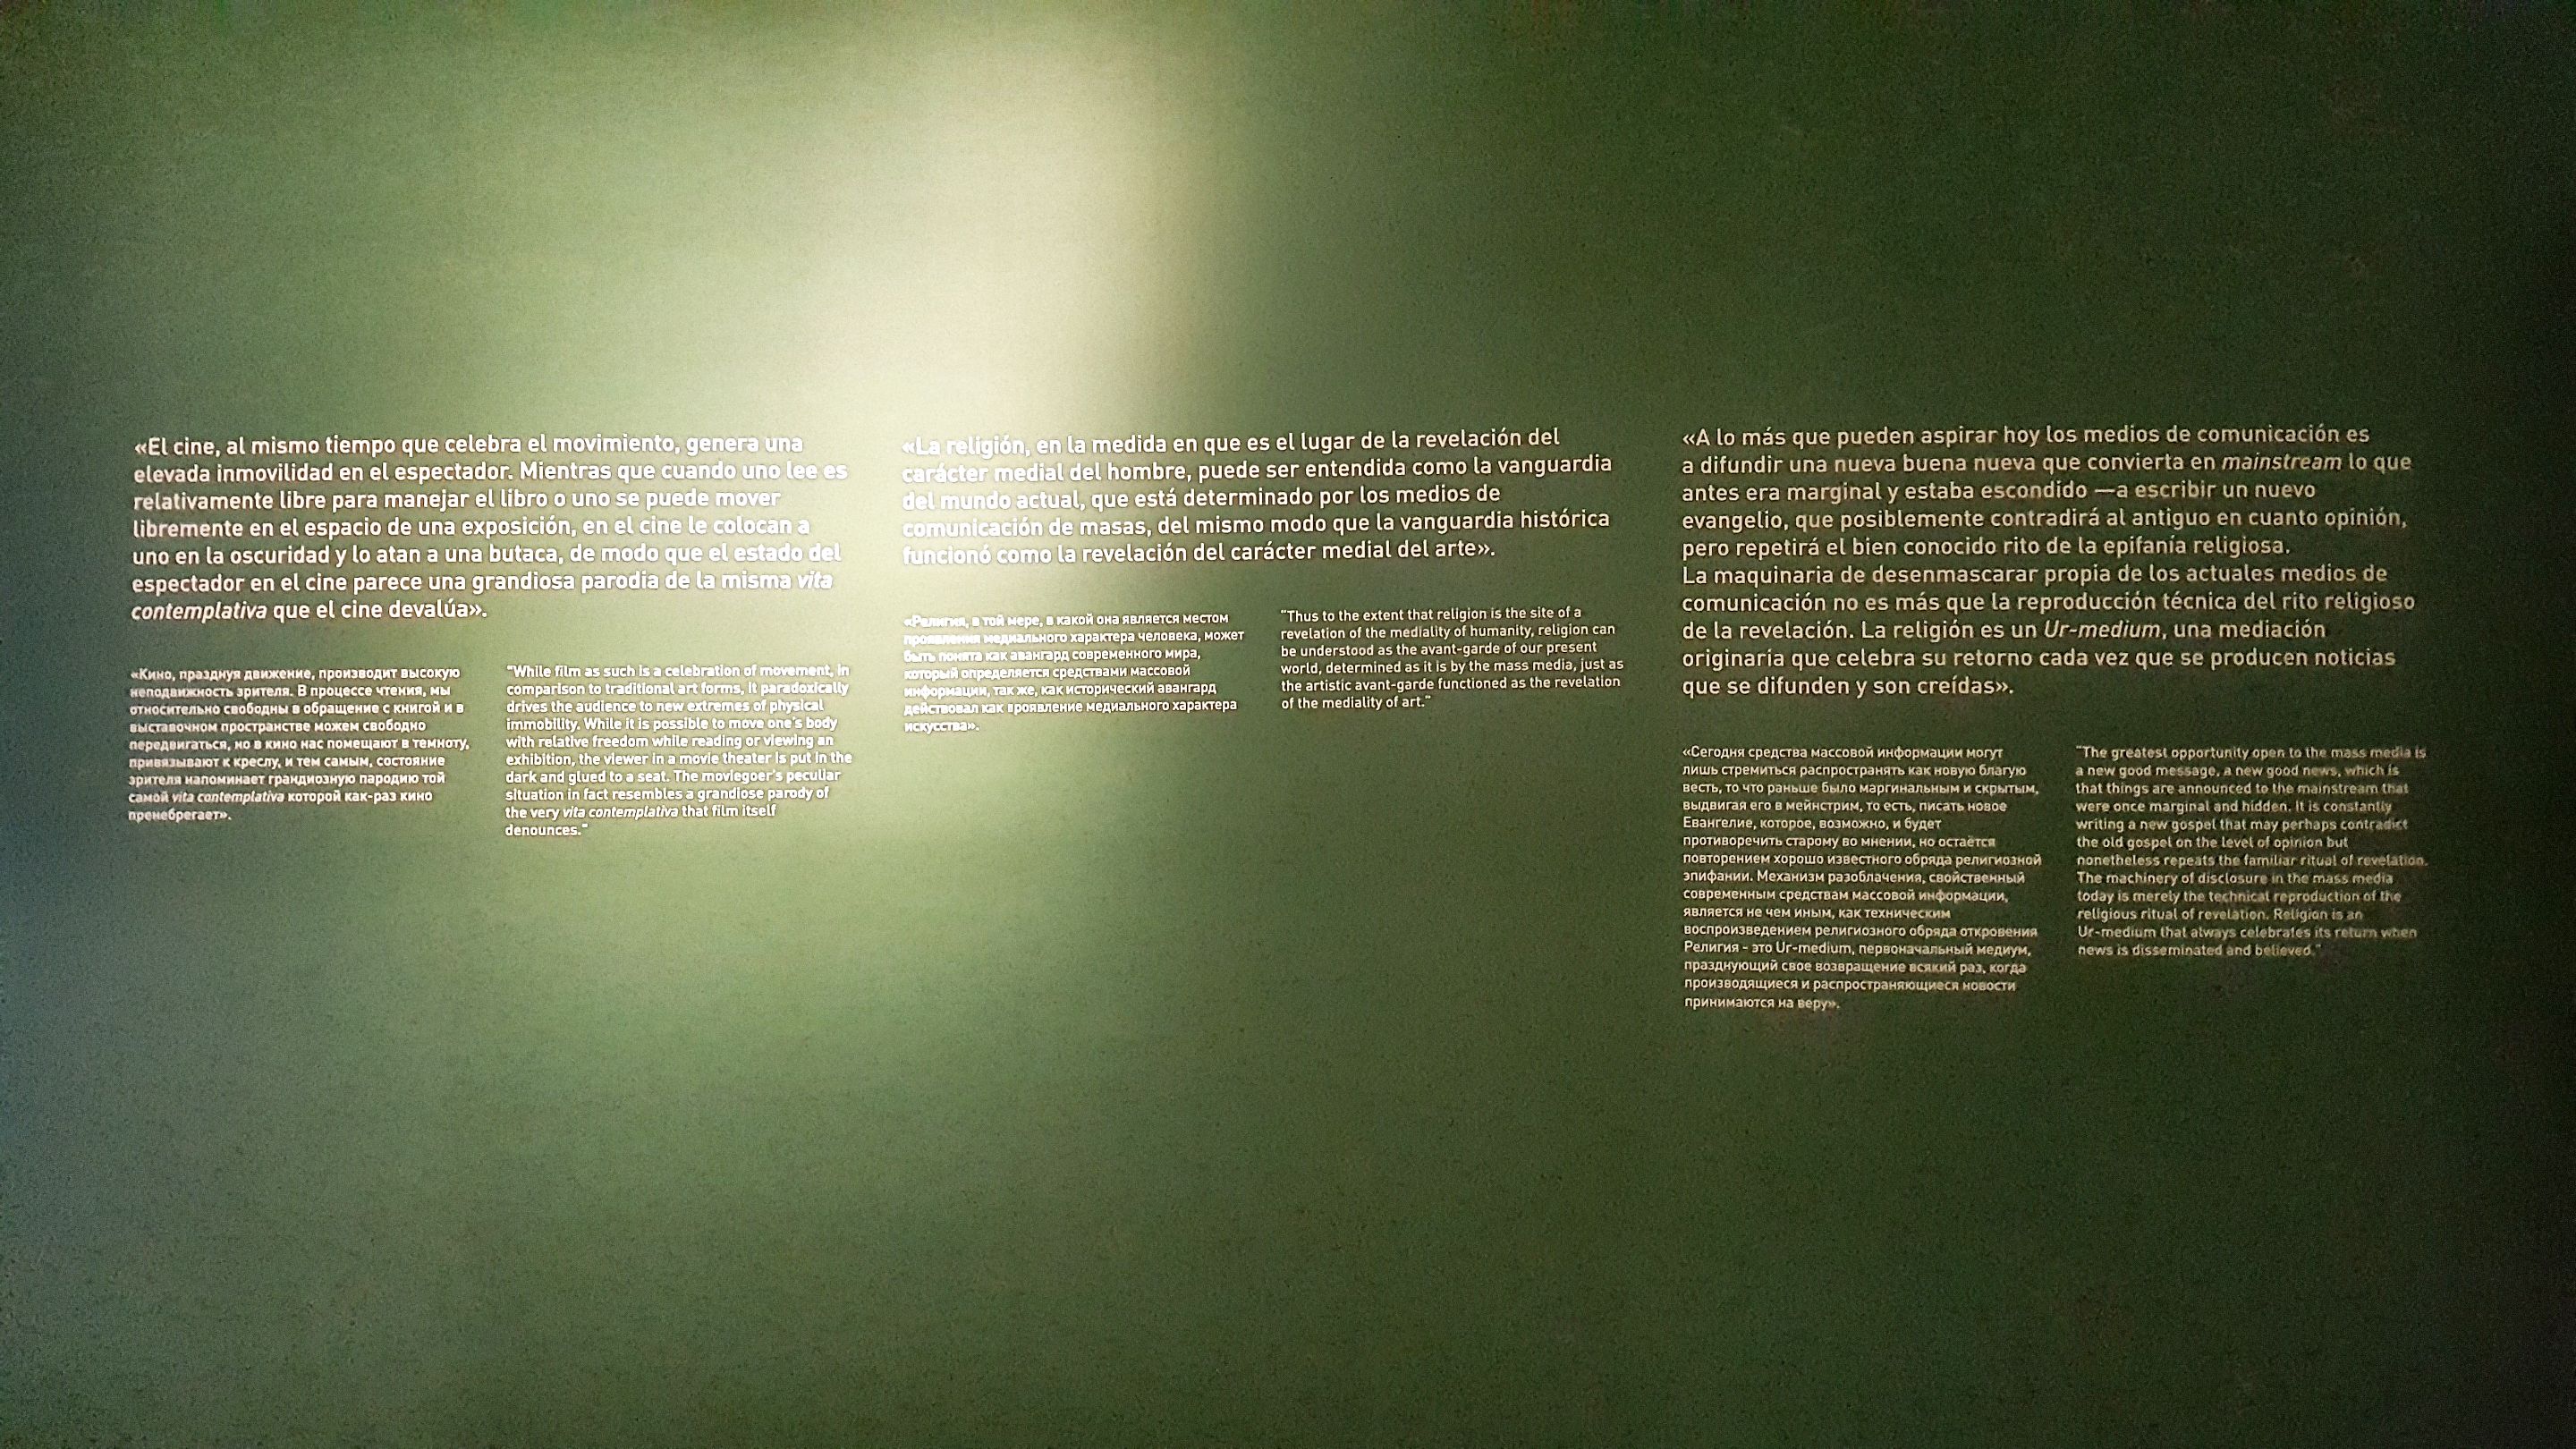 «El cine, al mismo tiempo que celebra el movimiento, genera una
elevada inmovilidad en el espectador. Mientras que cuando uno lee es
relativamente libre para manejar el libro o uno se puede mover
libremente en el espacio de una exposición, en el cine le colocan a
uno en la oscuridad y lo atan a una butaca, de modo que el estado del
espectador en el cine parece una grandiosa parodia de la misma vita
contemplativa que el cine devalúa».
«Кино, празднуя движение, производит высокую
неподвижность зрителя. В процессе чтения, мы
относительно свободны в обращение с книгой и в
выставочном пространстве можем свободно
передвигаться, но в кино нас помещают в темноту,
привязывают к креслу, и тем самым, состояние
зрителя напоминает грандиозную пародию той
самой vita contemplativa которой как-раз кино
пренебрегает».
"While film as such is a celebration of movement, in
comparison to traditional art forms, it paradoxically
drives the audience to new extremes of physical
immobility. While it is possible to move one's body
with relative freedom while reading or viewing an
exhibition, the viewer in a movie theater is put in the
dark and glued to a seat. The moviegoer's peculiar
situation in fact resembles a grandiose parody of
the very vita contemplativa that film itself
denounces."
«La religión, en la medida en que es el lugar de la revelación del
carácter medial del hombre, puede ser entendida como la vanguardia
del mundo actual, que está determinado por los medios de
comunicación de masas, del mismo modo que la vanguardia histórica
funcionó como la revelación del carácter medial del arte».
«Религия, в той мере, в какой она является местом
проявления медиального характера человека, может
быть понята как авангард современного мира,
который определяется средствами массовой
информации, так же, как исторический авангард
действовал как проявление медиального характера
искусства».
"Thus to the extent that religion is the site of a
revelation of the mediality of humanity, religion can
be understood as the avant-garde of our present
world, determined as it is by the mass media, just as
the artistic avant-garde functioned as the revelation
of the mediality of art."
«A lo más que pueden aspirar hoy los medios de comunicación es
a difundir una nueva buena nueva que convierta en mainstream lo que
antes era marginal y estaba escondido —a escribir un nuevo
evangelio, que posiblemente contradirá al antiguo en cuanto opinión,
pero repetirá el bien conocido rito de la epifanía religiosa.
La maquinaria de desenmascarar propia de los actuales medios de
comunicación no es más que la reproducción técnica del rito religioso
de la revelación. La religión es un Ur-medium, una mediación
originaria que celebra su retorno cada vez que se producen noticias
que se difunden y son creídas».
«Сегодня средства массовой информации могут
лишь стремиться распространять как новую благую
весть, то что раньше было маргинальным и скрытым,
выдвигая его в мейнстрим, то есть, писать новое
Евангелие, которое, возможно, и будет
противоречить старому во мнении, но остаётся
повторением хорошо известного обряда религиозной
эпифании. Механизм разоблачения, свойственный
современным средствам массовой информации,
является не чем иным, как техническим
воспроизведением религиозного обряда откровения
Религия - это Ur-medium, первоначальный медиум,
празднующий свое возвращение всякий раз, когда
производящиеся и распространяющиеся новости
принимаются на веру».
"The greatest opportunity open to the mass media is
a new good message, a new good news, which is
that things are announced to the mainstream that
were once marginal and hidden. It is constantly
writing a new gospel that may perhaps contradict
the old gospel on the level of opinion but
nonetheless repeats the familiar ritual of revelation.
The machinery of disclosure in the mass media
today is merely the technical reproduction of the
religious ritual of revelation. Religion is an
Ur-medium that always celebrates its return when
news is disseminated and believed."